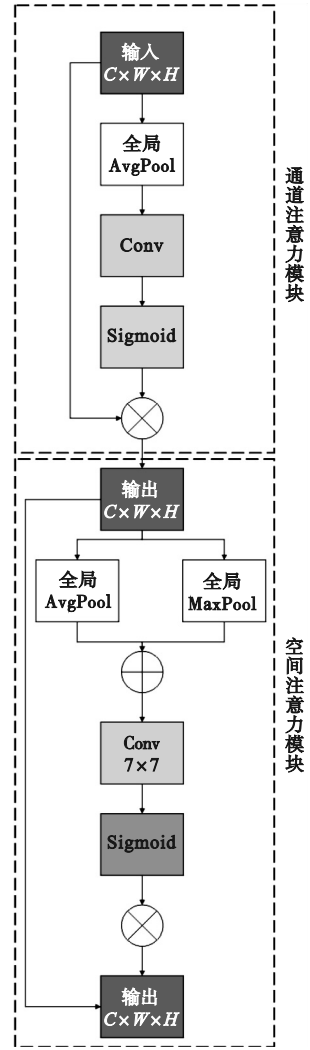 输入
C×W×H
全局
AvgPool
Conv
Sigmoid
通道注意力模块
输出
C×W×H
全局
AvgPool
全局
MaxPool
Conv
7×7
Sigmoid
输出
C×W×H
空间注意力模块